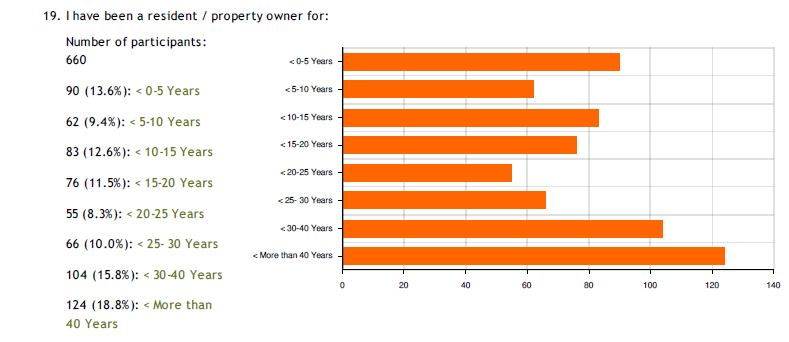 19. I have been a resident / property owner for:
Number of participants:
660
90 (13.6%): < 0-5 Years
62 (9.4%): < 5-10 Years
83 (12.6%): < 10-15 Years
76 (11.5%): < 15-20 Years
55 (8.3%): < 20-25 Years
66 (10.0%): < 25- 30 Years
104 (15.8%): < 30-40 Years
124 (18.8%): < More than
40 Years
< 0-5 Years
< 5-10 Years
< 10-15 Years
< 15-20 Years
< 20-25 Years
< 25- 30 Years
< 30-40 Years
< More than 40 Years
0 20 40 60 80 100 120 140